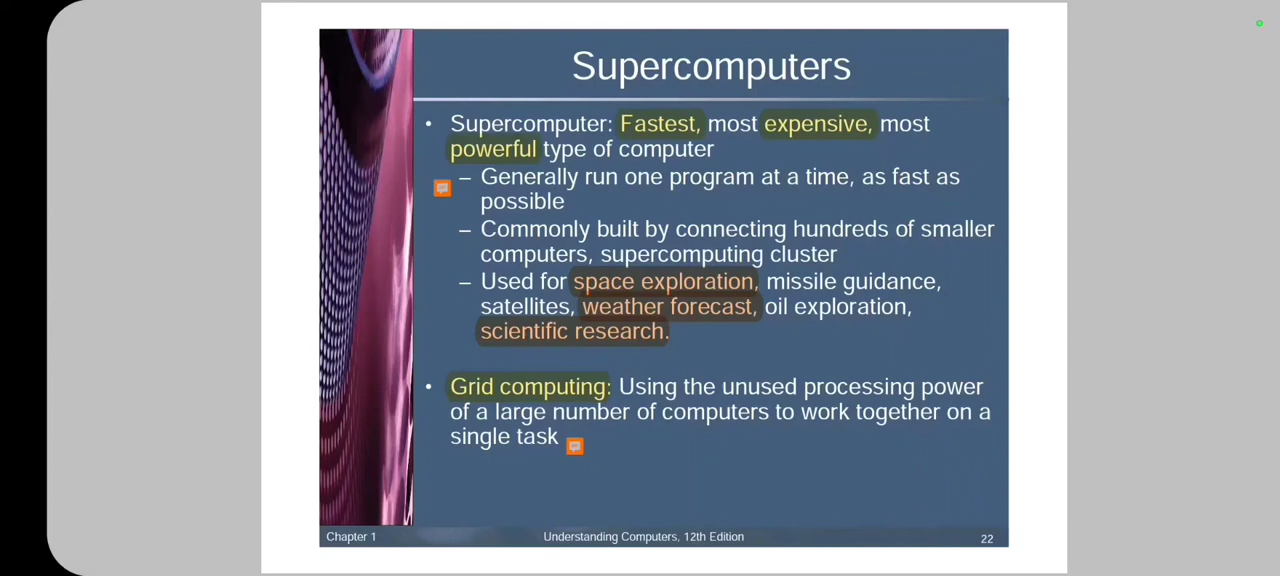 Supercomputers
• Supercomputer: Fastest, most expensive, most
powerful type of computer
– Generally run one program at a time, as fast as
possible
– Commonly built by connecting hundreds of smaller
computers, supercomputing cluster
– Used for space exploration, missile guidance,
satellites, weather forecast, oil exploration,
scientific research.
• Grid computing: Using the unused processing power
of a large number of computers to work together on a
single task
Chapter 1 Understanding Computers, 12th Edition 22